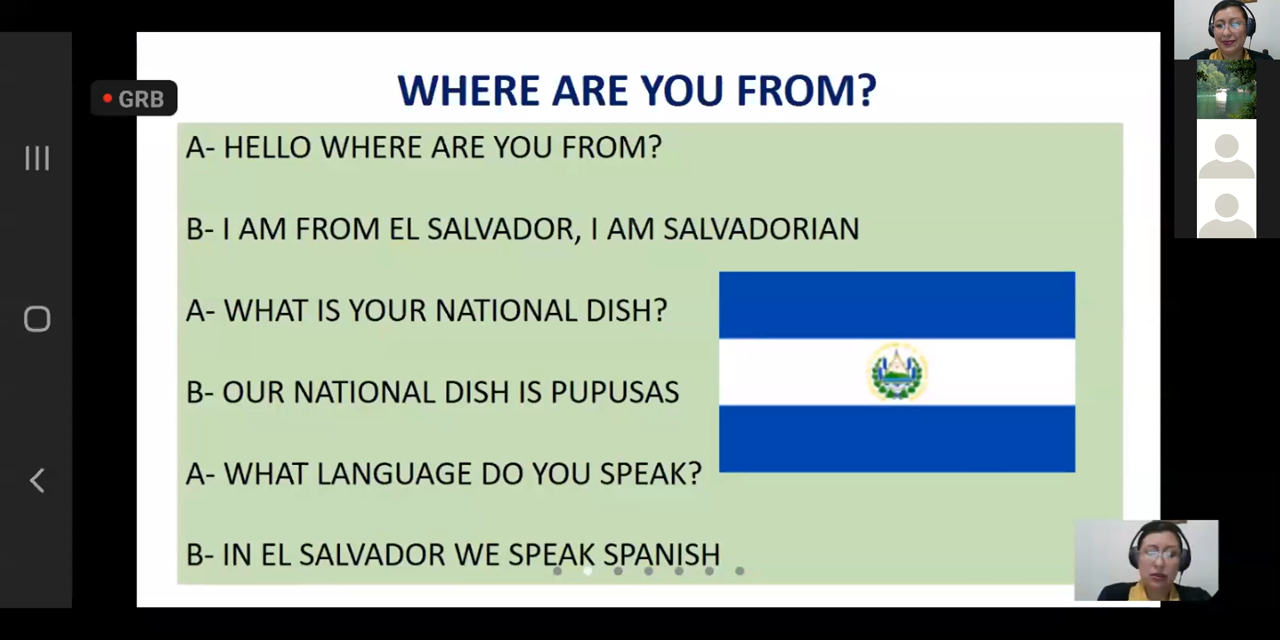 WHERE ARE YOU FROM?
GRB
A- HELLO WHERE ARE YOU FROM?
B- I AM FROM EL SALVADOR, I AM SALVADORIAN
A- WHAT IS YOUR NATIONAL DISH?
B- OUR NATIONAL DISH IS PUPUSAS
A- WHAT LANGUAGE DO YOU SPEAK?
B- IN EL SALVADOR WE SPEAK SPANISH